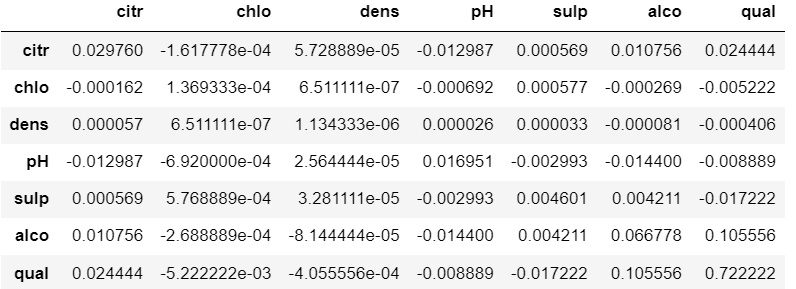 citr chlo dens pH sulp alco qual
citr 0.029760 -1.617778e-04 5.728889e-05 -0.012987 0.000569 0.010756 0.024444
chlo -0.000162 1.369333e-04 6.511111e-07 -0.000692 0.000577 -0.000269 -0.005222
dens 0.000057 6.511111e-07 1.134333e-06 0.000026 0.000033 -0.000081 -0.000406
pH -0.012987 -6.920000e-04 2.564444e-05 0.016951 -0.002993 -0.014400 -0.008889
sulp 0.000569 5.768889e-04 3.281111e-05 -0.002993 0.004601 0.004211 -0.017222
alco 0.010756 -2.688889e-04 -8.144444e-05 -0.014400 0.004211 0.066778 0.105556
qual 0.024444 -5.222222e-03 -4.055556e-04 -0.008889 -0.017222 0.105556 0.722222